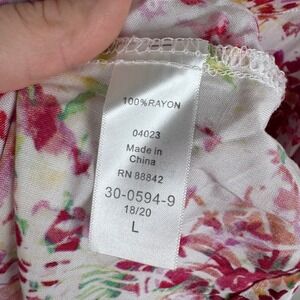 100%RAYON
04023
Made in
China
RN 88842
30-0594-9
18/20
L